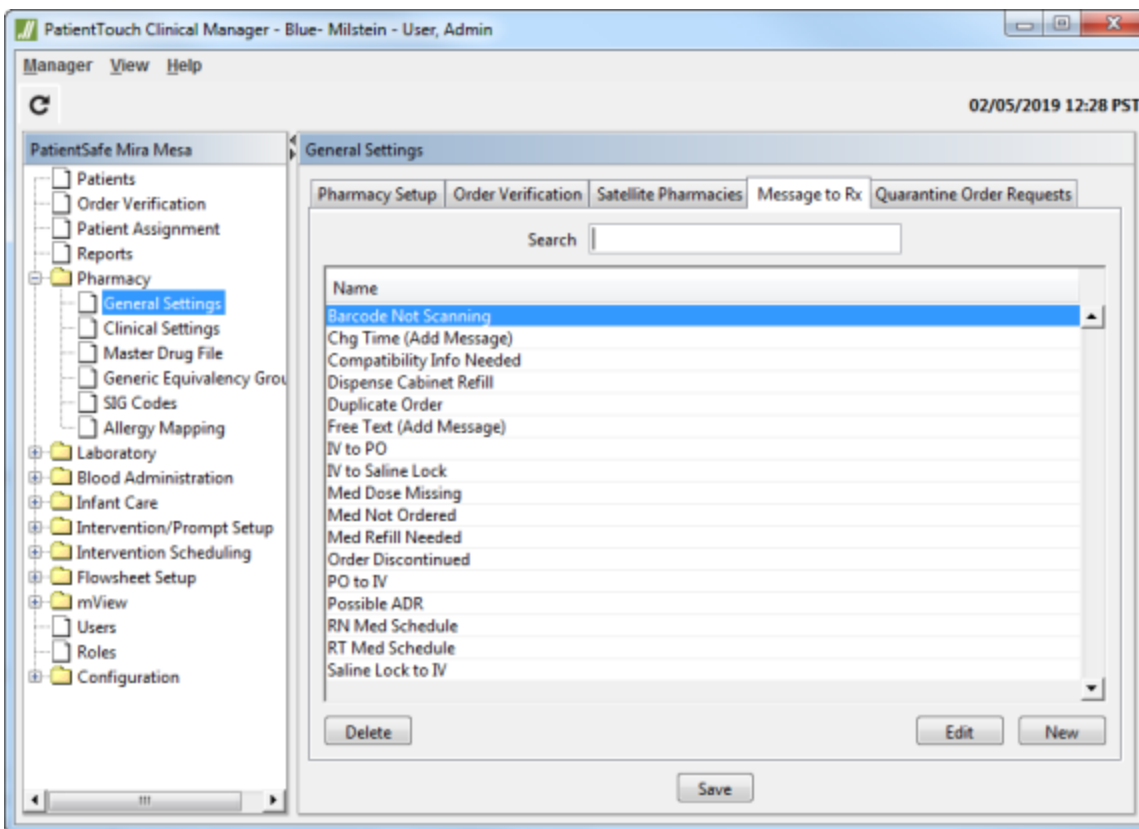 PatientTouch Clinical Manager - Blue- Milstein - User, Admin
Manager View Help
02/05/2019 12:28 PST
PatientSafe Mira Mesa
Patients
Order Verification
Patient Assignment
Reports
Pharmacy
General Settings
Clinical Settings
Master Drug File
Generic Equivalency Grou
SIG Codes
Allergy Mapping
Laboratory
Blood Administration
Infant Care
Intervention/Prompt Setup
Intervention Scheduling
Flowsheet Setup
mView
Users
Roles
Configuration
General Settings
Pharmacy Setup Order Verification Satellite Pharmacies Message to Rx Quarantine Order Requests
Search
Name
Barcode Not Scanning
Chg Time (Add Message)
Compatibility Info Needed
Dispense Cabinet Refill
Duplicate Order
Free Text (Add Message)
IV to PO
IV to Saline Lock
Med Dose Missing
Med Not Ordered
Med Refill Needed
Order Discontinued
PO to IV
Possible ADR
RN Med Schedule
RT Med Schedule
Saline Lock to IV
Delete Edit New
Save